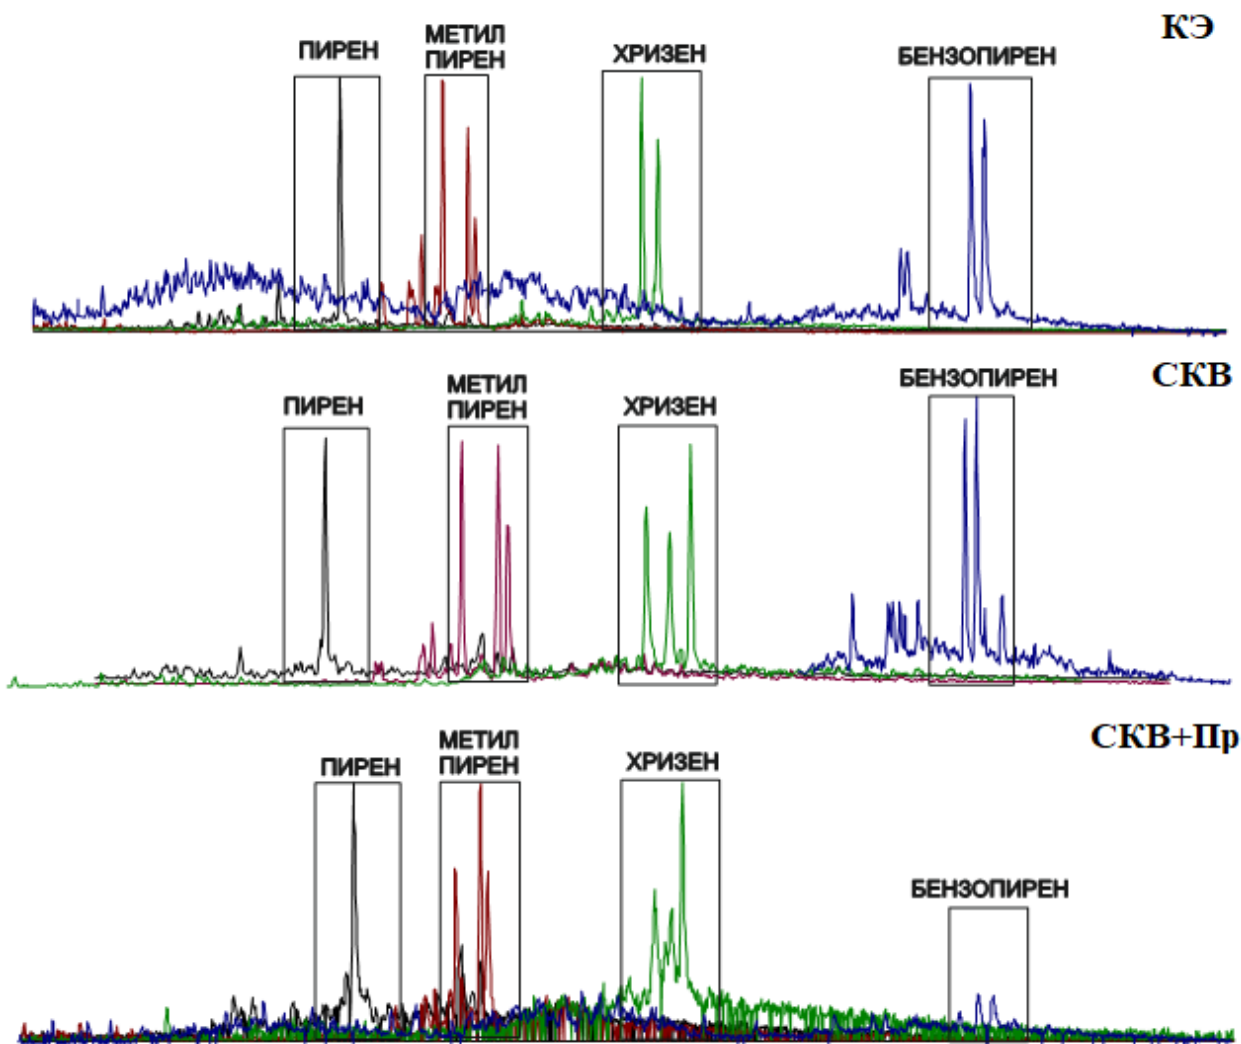 КЭ
ПИРЕН
МЕТИЛ
ПИРЕН
ХРИЗЕН
БЕНЗОПИРЕН
СКВ
ПИРЕН
МЕТИЛ
ПИРЕН
ХРИЗЕН
БЕНЗОПИРЕН
СКВ+Пр
ПИРЕН
МЕТИЛ
ПИРЕН
ХРИЗЕН
БЕНЗОПИРЕН